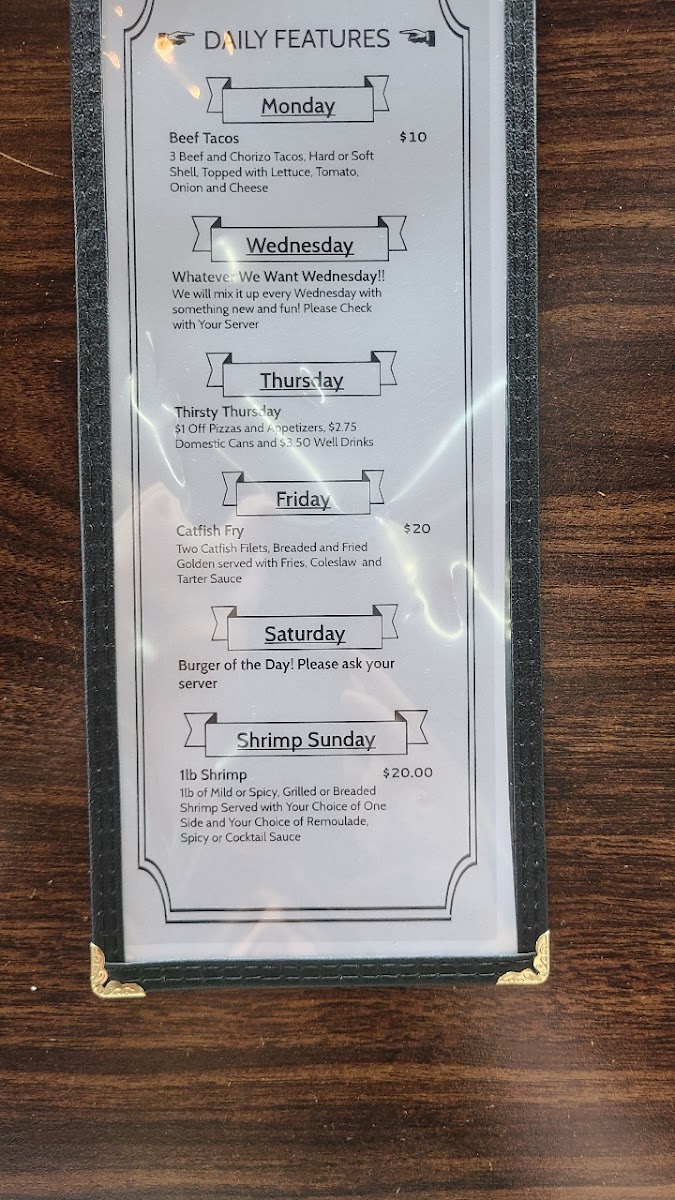 DAILY FEATURES
Monday
Beef Tacos $10
3 Beef and Chorizo Tacos, Hard or Soft
Shell, Topped with Lettuce, Tomato,
Onion and Cheese
Wednesday
Whatever We Want Wednesday!!
We will mix it up every Wednesday with
something new and fun! Please Check
with Your Server
Thursday
Thirsty Thursday
$1 Off Pizzas and Appetizers, $2.75
Domestic Cans and $3.50 Well Drinks
Friday
Catfish Fry $20
Two Catfish Filets, Breaded and Fried
Golden served with Fries, Coleslaw and
Tarter Sauce
Saturday
Burger of the Day! Please ask your
server
Shrimp Sunday
1lb Shrimp $20.00
1lb of Mild or Spicy, Grilled or Breaded
Shrimp Served with Your Choice of One
Side and Your Choice of Remoulade,
Spicy or Cocktail Sauce